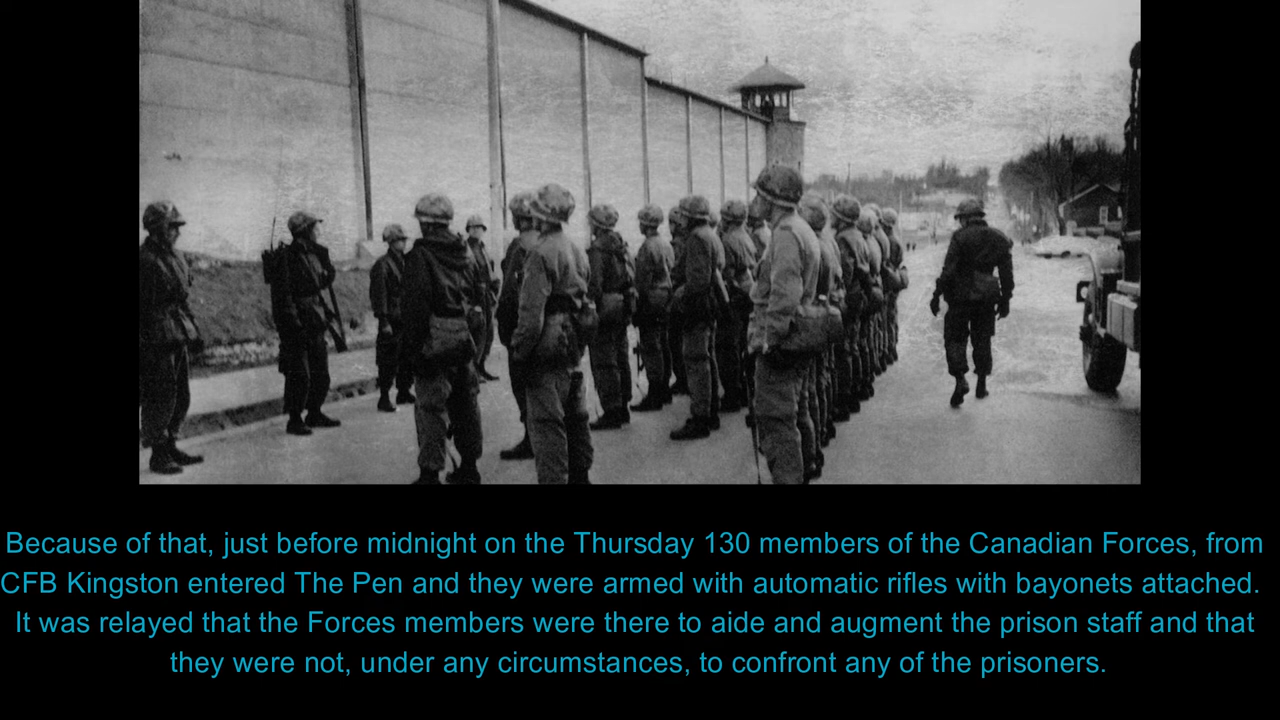 Because of that, just before midnight on the Thursday 130 members of the Canadian Forces, from
CFB Kingston entered The Pen and they were armed with automatic rifles with bayonets attached.
It was relayed that the Forces members were there to aide and augment the prison staff and that
they were not, under any circumstances, to confront any of the prisoners.